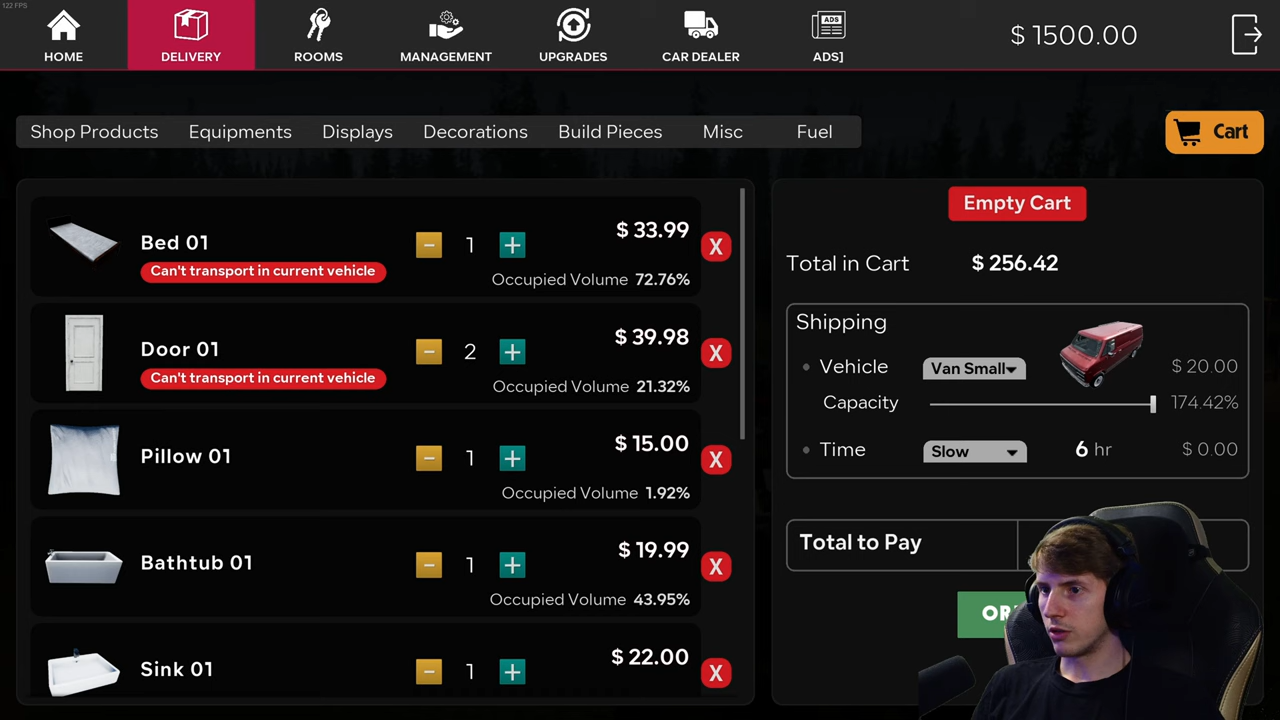 122 FPS
HOME
DELIVERY
ROOMS
MANAGEMENT
UPGRADES
CAR DEALER
ADS
ADS]
$ 1500.00
Shop Products
Equipments
Displays
Decorations
Build Pieces
Misc
Fuel
Cart
Bed 01
Can't transport in current vehicle
1
$ 33.99
Occupied Volume 72.76%
X
Door 01
Can't transport in current vehicle
2
$ 39.98
Occupied Volume 21.32%
X
Pillow 01
1
$ 15.00
Occupied Volume 1.92%
X
Bathtub 01
1
$ 19.99
Occupied Volume 43.95%
X
Sink 01
1
$ 22.00
X
Empty Cart
Total in Cart $ 256.42
Shipping
Vehicle Van Small $ 20.00
Capacity 174.42%
Time Slow 6 hr $ 0.00
Total to Pay